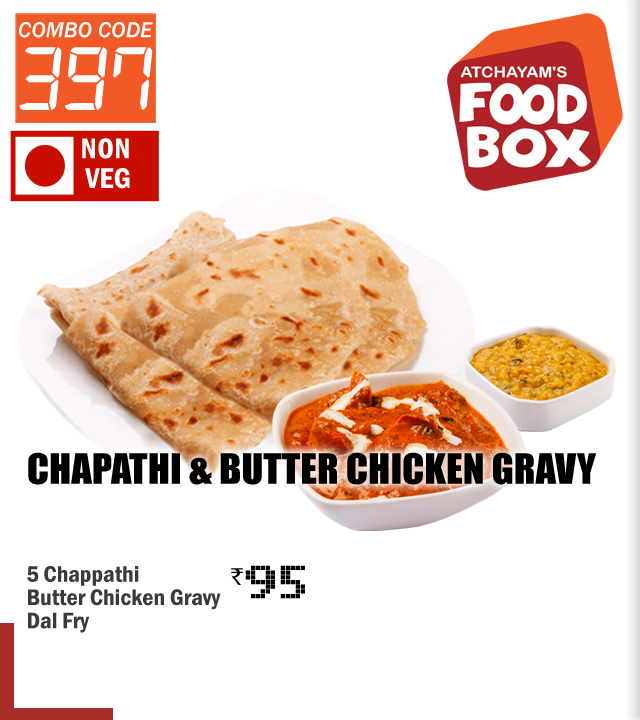 COMBO CODE
397
NON
VEG
ATCHAYAM'S
FOOD
BOX
CHAPATHI & BUTTER CHICKEN GRAVY
5 Chappathi
Butter Chicken Gravy
Dal Fry
₹95